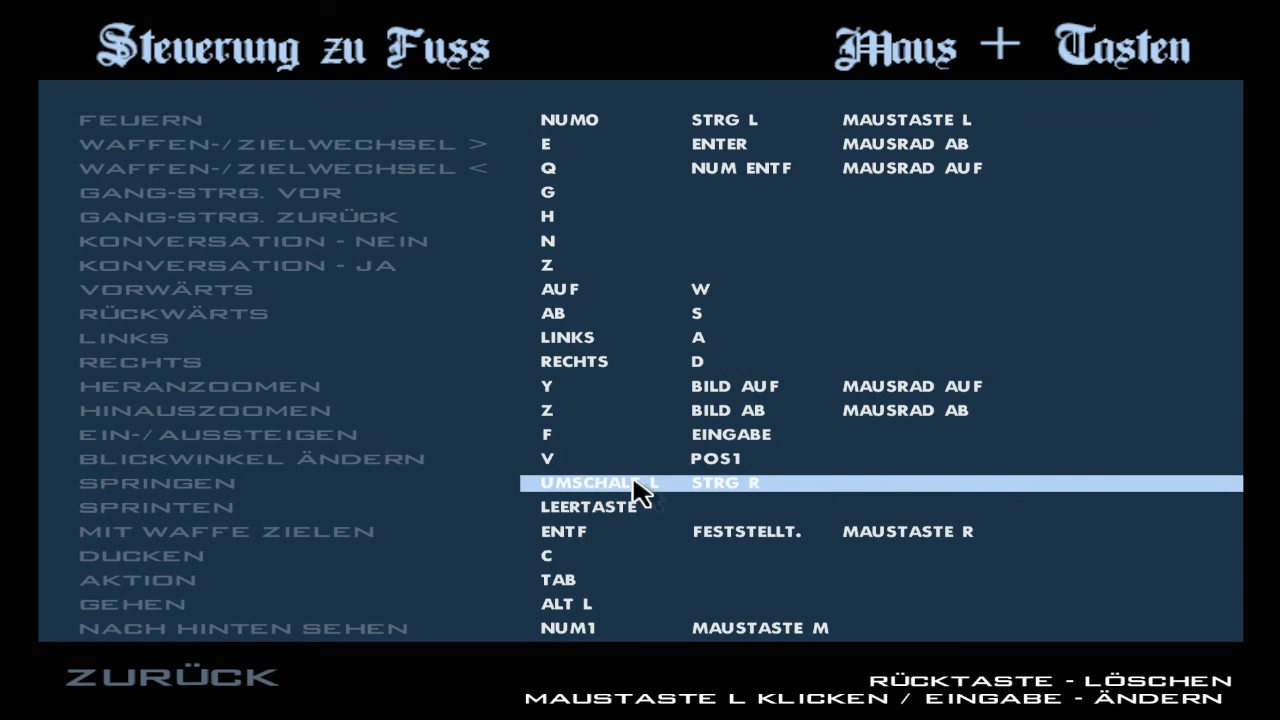 Steuerung zu Fuss Maus + Tasten
FEUERN NUM0 STRG L MAUSTASTE L
WAFFEN-/ZIELWECHSEL > E ENTER MAUSRAD AB
WAFFEN-/ZIELWECHSEL < Q NUM ENTF MAUSRAD AUF
GANG-STRG. VOR G
GANG-STRG. ZURÜCK H
KONVERSATION - NEIN N
KONVERSATION - JA Z
VORWÄRTS AUF W
RÜCKWÄRTS AB S
LINKS LINKS A
RECHTS RECHTS D
HERANZOOMEN Y BILD AUF MAUSRAD AUF
HINAUSZOOMEN Z BILD AB MAUSRAD AB
EIN-/AUSSTEIGEN F EINGABE
BLICKWINKEL ÄNDERN V POS1
SPRINGEN UMSCHALT L STRG R
SPRINTEN LEERTASTE
MIT WAFFE ZIELEN ENTF FESTSTELLT. MAUSTASTE R
DUCKEN C
AKTION TAB
GEHEN ALT L
NACH HINTEN SEHEN NUM1 MAUSTASTE M
ZURÜCK RÜCKTASTE - LÖSCHEN
MAUSTASTE L KLICKEN / EINGABE - ÄNDERN